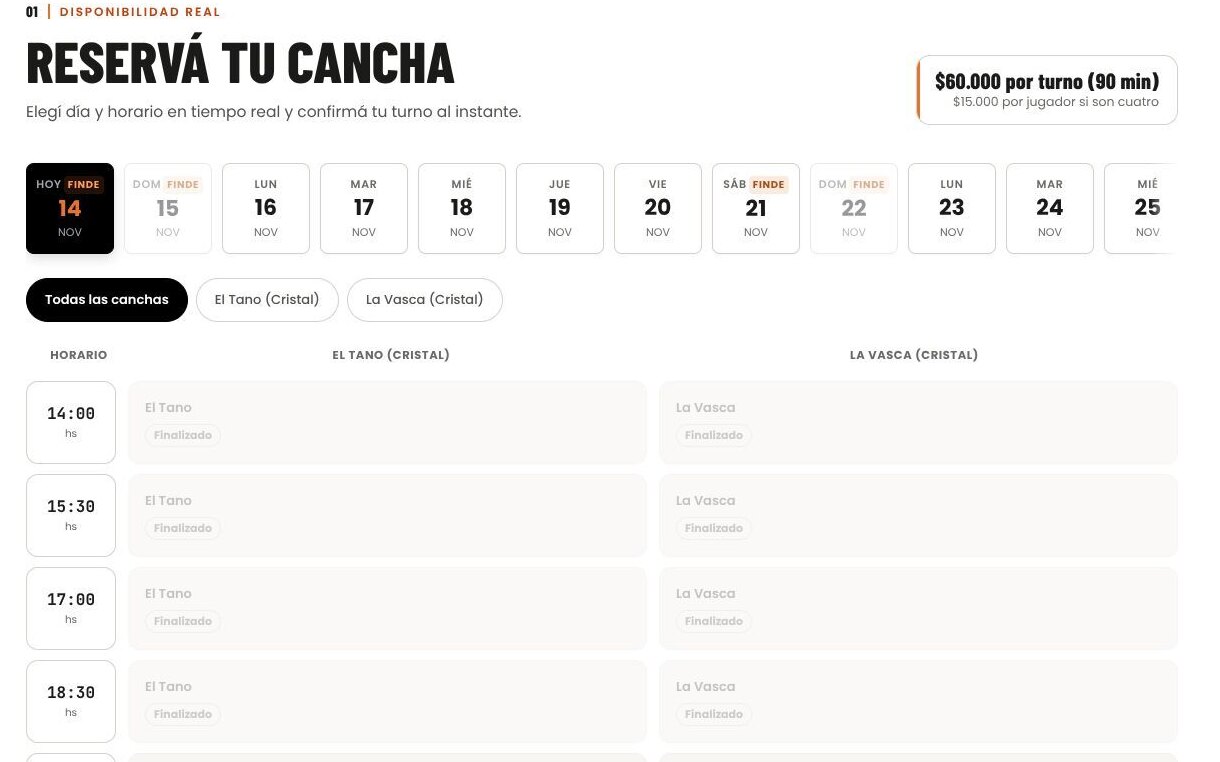 01 | DISPONIBILIDAD REAL
RESERVÁ TU CANCHA
Elegí día y horario en tiempo real y confirmá tu turno al instante.
$60.000 por turno (90 min)
$15.000 por jugador si son cuatro
HOY FINDE DOM FINDE LUN MAR MIÉ JUE VIE SÁB FINDE DOM FINDE LUN MAR MIÉ
14 15 16 17 18 19 20 21 22 23 24 25
NOV NOV NOV NOV NOV NOV NOV NOV NOV NOV NOV NOV
Todas las canchas El Tano (Cristal) La Vasca (Cristal)
HORARIO EL TANO (CRISTAL) LA VASCA (CRISTAL)
14:00 El Tano La Vasca
hs Finalizado Finalizado
15:30 El Tano La Vasca
hs Finalizado Finalizado
17:00 El Tano La Vasca
hs Finalizado Finalizado
18:30 El Tano La Vasca
hs Finalizado Finalizado